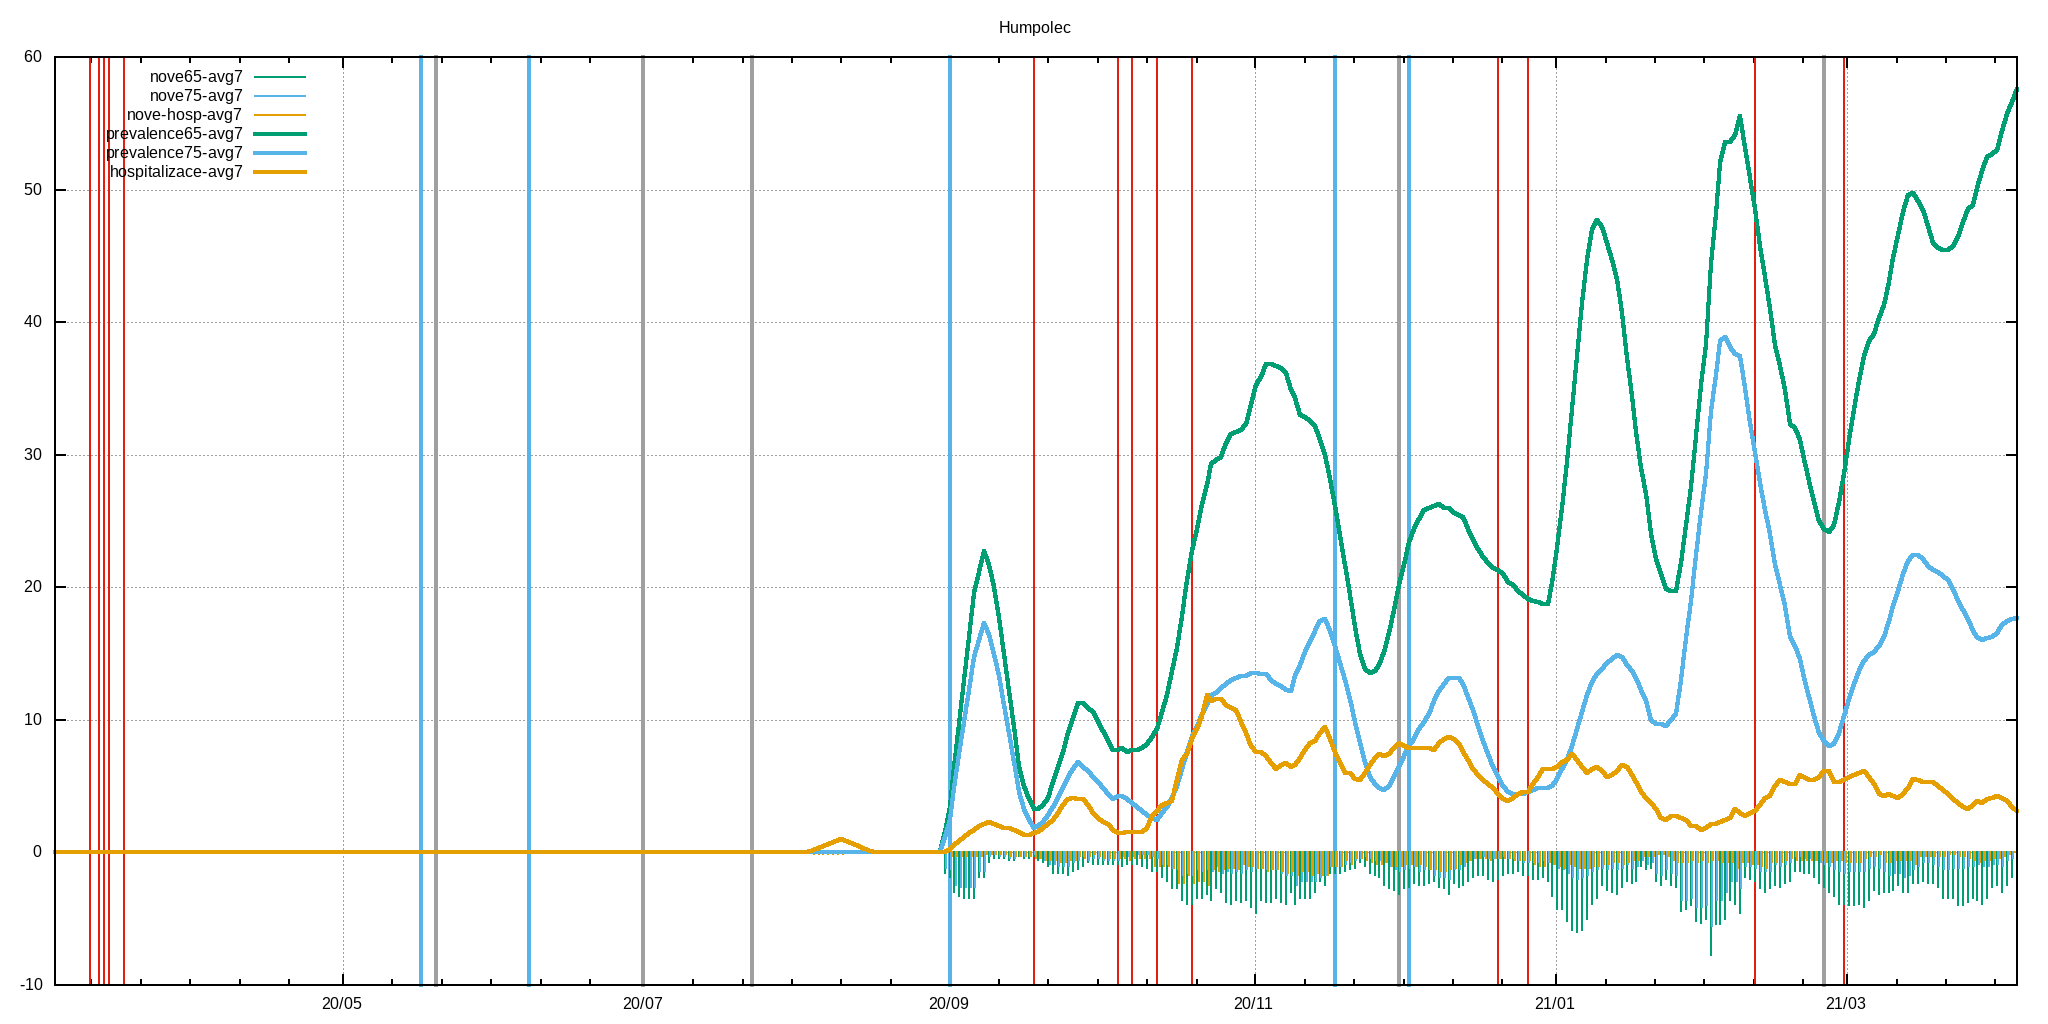 Humpolec
60
nove65-avg7
nove75-avg7
nove-hosp-avg7
prevalence65-avg7
prevalence75-avg7
hospitalizace-avg7
50
40
30
20
10
0
-10
20/05 20/07 20/09 20/11 21/01 21/03